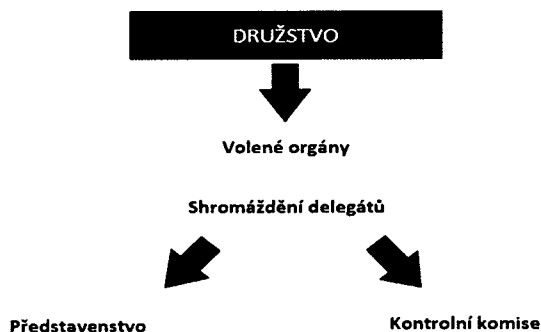 DRUŽSTVO
Volené orgány
Shromáždění delegátů
Představenstvo
Kontrolní komise